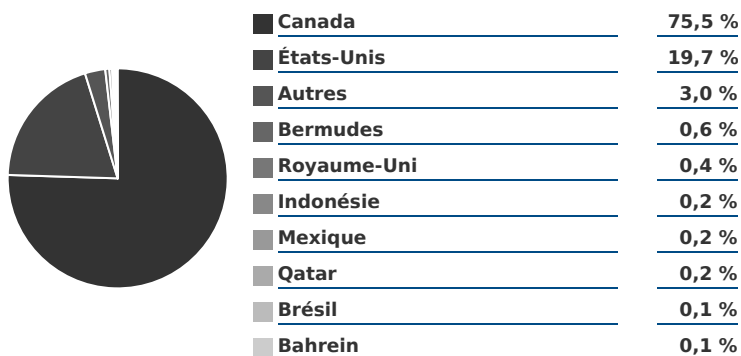 Canada 75,5 %
États-Unis 19,7 %
Autres 3,0 %
Bermudes 0,6 %
Royaume-Uni 0,4 %
Indonésie 0,2 %
Mexique 0,2 %
Qatar 0,2 %
Brésil 0,1 %
Bahrein 0,1 %